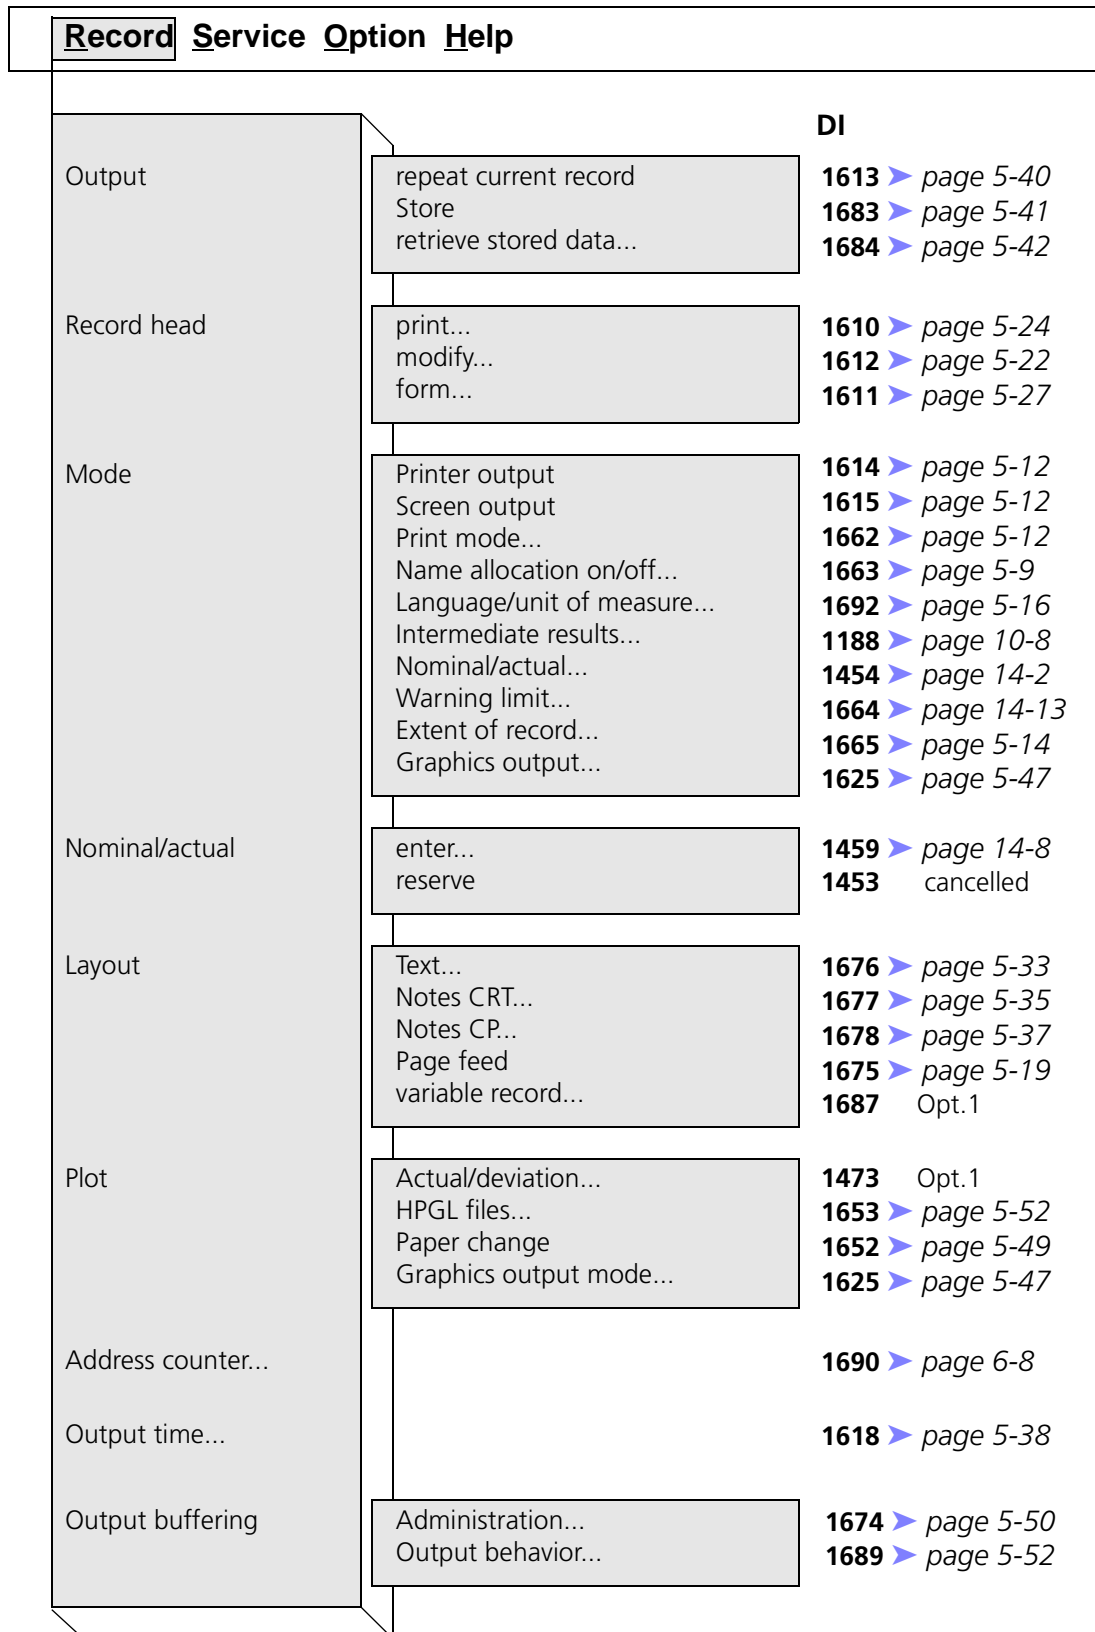 Record Service Option Help
DI
Output repeat current record 1613 ➤ page 5-40
Store 1683 ➤ page 5-41
retrieve stored data... 1684 ➤ page 5-42
Record head print... 1610 ➤ page 5-24
modify... 1612 ➤ page 5-22
form... 1611 ➤ page 5-27
Mode Printer output 1614 ➤ page 5-12
Screen output 1615 ➤ page 5-12
Print mode... 1662 ➤ page 5-12
Name allocation on/off... 1663 ➤ page 5-9
Language/unit of measure... 1692 ➤ page 5-16
Intermediate results... 1188 ➤ page 10-8
Nominal/actual... 1454 ➤ page 14-2
Warning limit... 1664 ➤ page 14-13
Extent of record... 1665 ➤ page 5-14
Graphics output... 1625 ➤ page 5-47
Nominal/actual enter... 1459 ➤ page 14-8
reserve 1453 cancelled
Layout Text... 1676 ➤ page 5-33
Notes CRT... 1677 ➤ page 5-35
Notes CP... 1678 ➤ page 5-37
Page feed 1675 ➤ page 5-19
variable record... 1687 Opt.1
Plot Actual/deviation... 1473 Opt.1
HPGL files... 1653 ➤ page 5-52
Paper change 1652 ➤ page 5-49
Graphics output mode... 1625 ➤ page 5-47
Address counter... 1690 ➤ page 6-8
Output time... 1618 ➤ page 5-38
Output buffering Administration... 1674 ➤ page 5-50
Output behavior... 1689 ➤ page 5-52